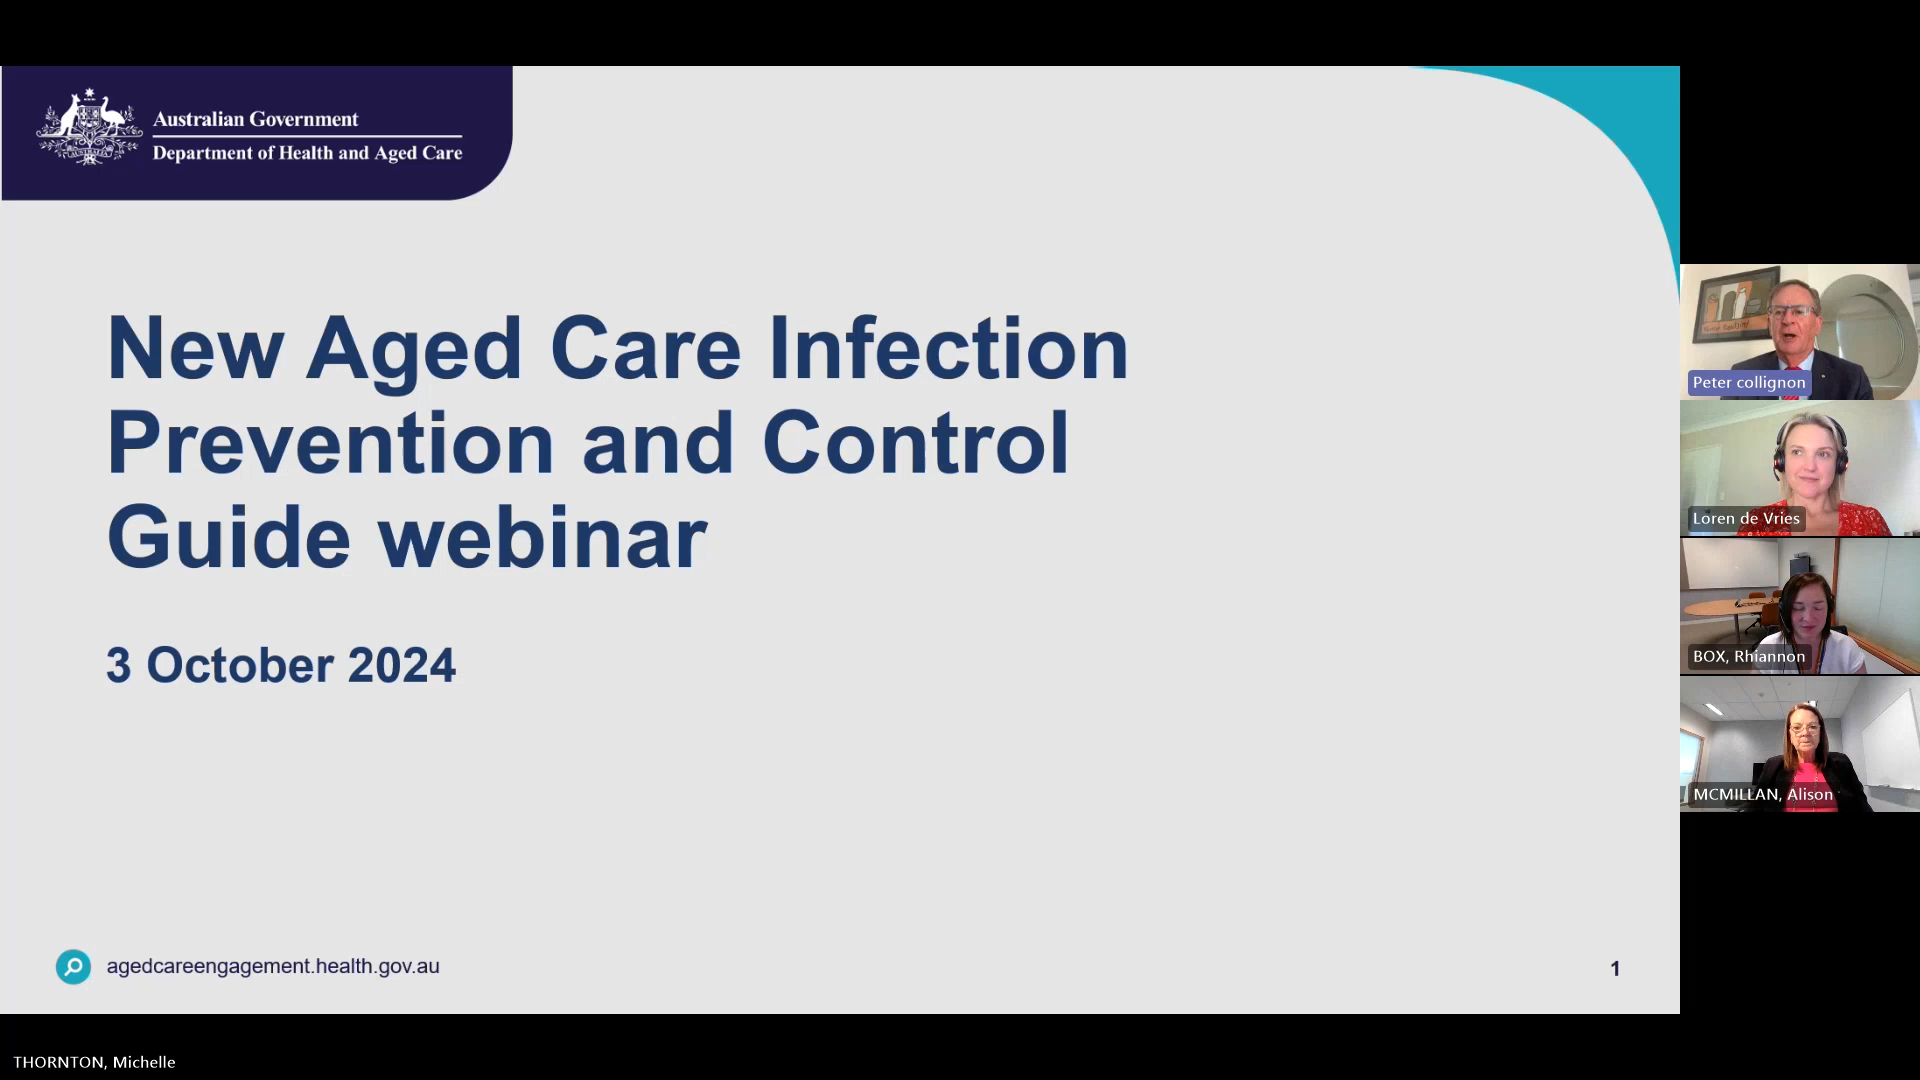 Australian Government
Department of Health and Aged Care
New Aged Care Infection
Prevention and Control
Guide webinar
3 October 2024
agedcareengagement.health.gov.au
1
Peter collignon
Loren de Vries
BOX, Rhiannon
MCMILLAN, Alison
THORNTON, Michelle